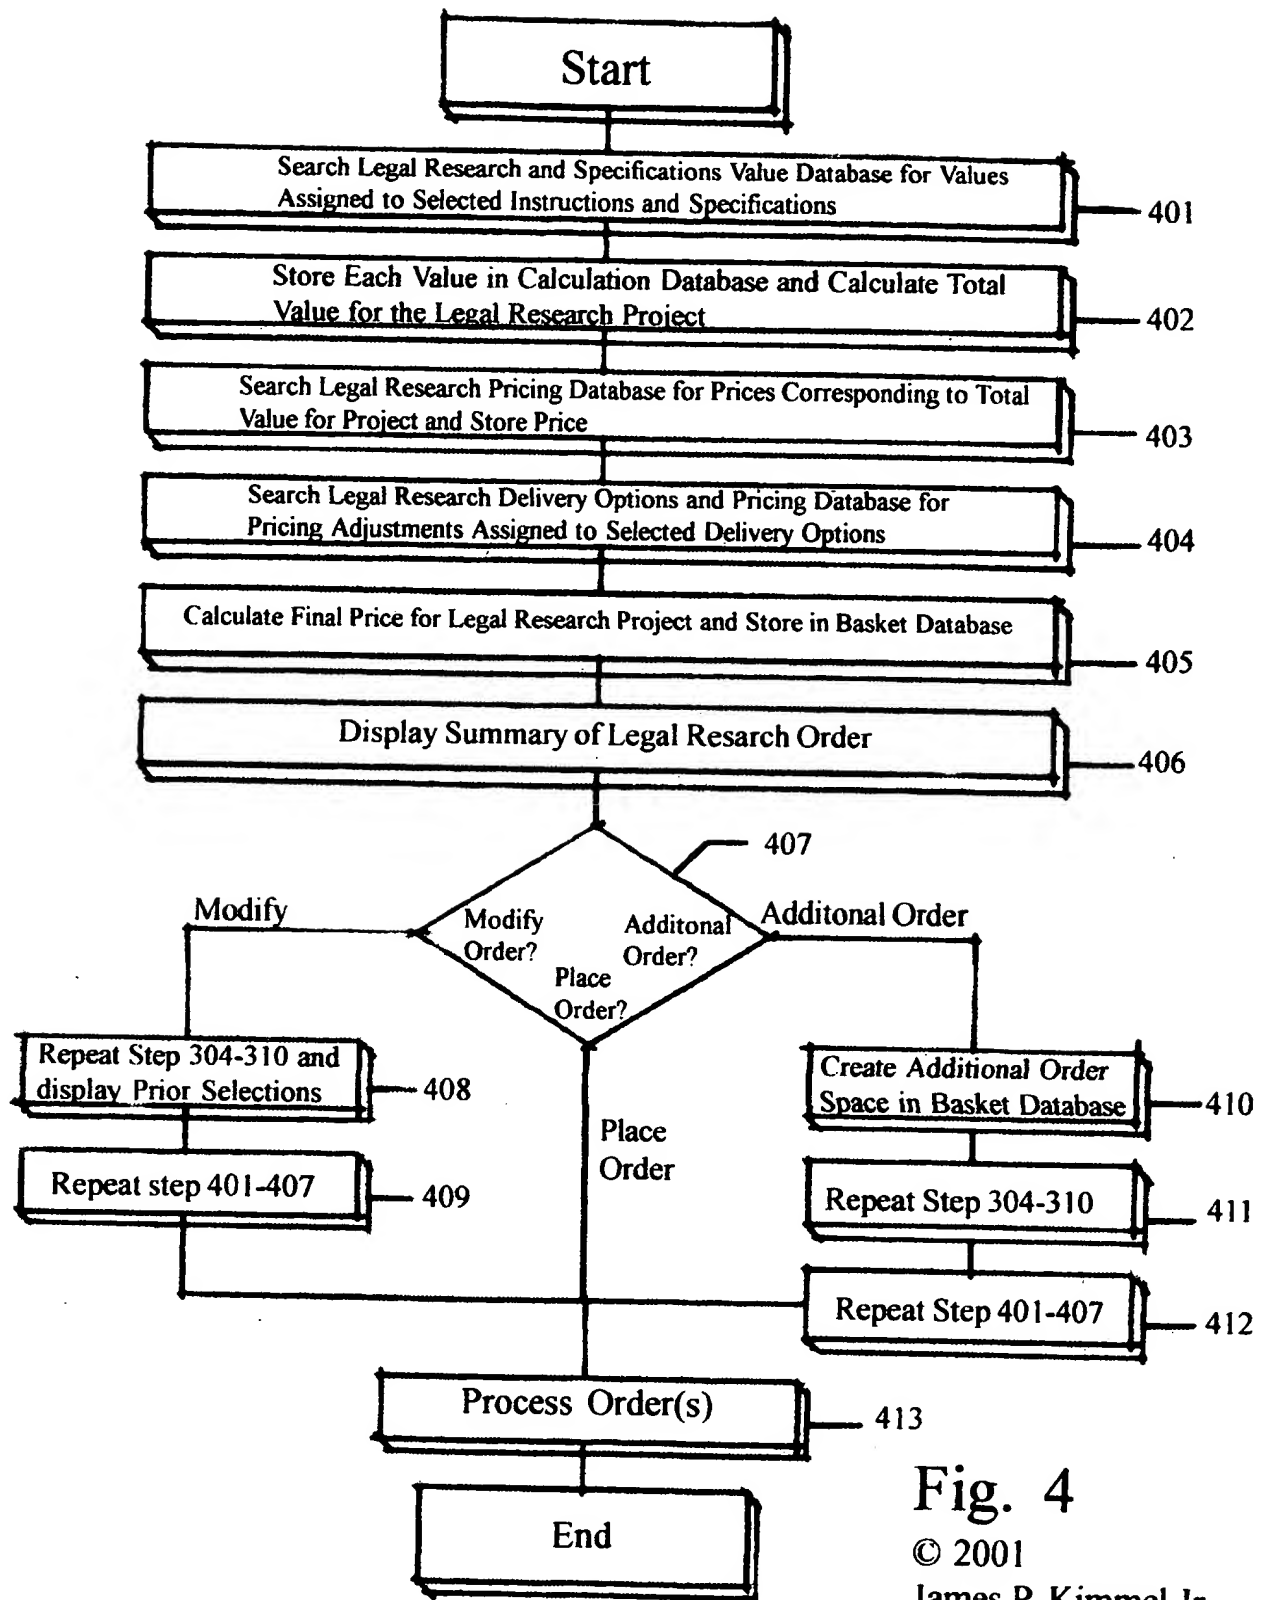 Start
Search Legal Research and Specifications Value Database for Values
Assigned to Selected Instructions and Specifications
401
Store Each Value in Calculation Database and Calculate Total
Value for the Legal Research Project
402
Search Legal Research Pricing Database for Prices Corresponding to Total
Value for Project and Store Price
403
Search Legal Research Delivery Options and Pricing Database for
Pricing Adjustments Assigned to Selected Delivery Options
404
Calculate Final Price for Legal Research Project and Store in Basket Database
405
Display Summary of Legal Resarch Order
406
407
Modify
Modify
Order?
Additonal
Order?
Place
Order?
Additonal Order
Repeat Step 304-310 and
display Prior Selections
408
Repeat step 401-407
409
Place
Order
Create Additional Order
Space in Basket Database
410
Repeat Step 304-310
411
Repeat Step 401-407
412
Process Order(s)
413
End
Fig. 4
© 2001
James P. Kimmel Jr.